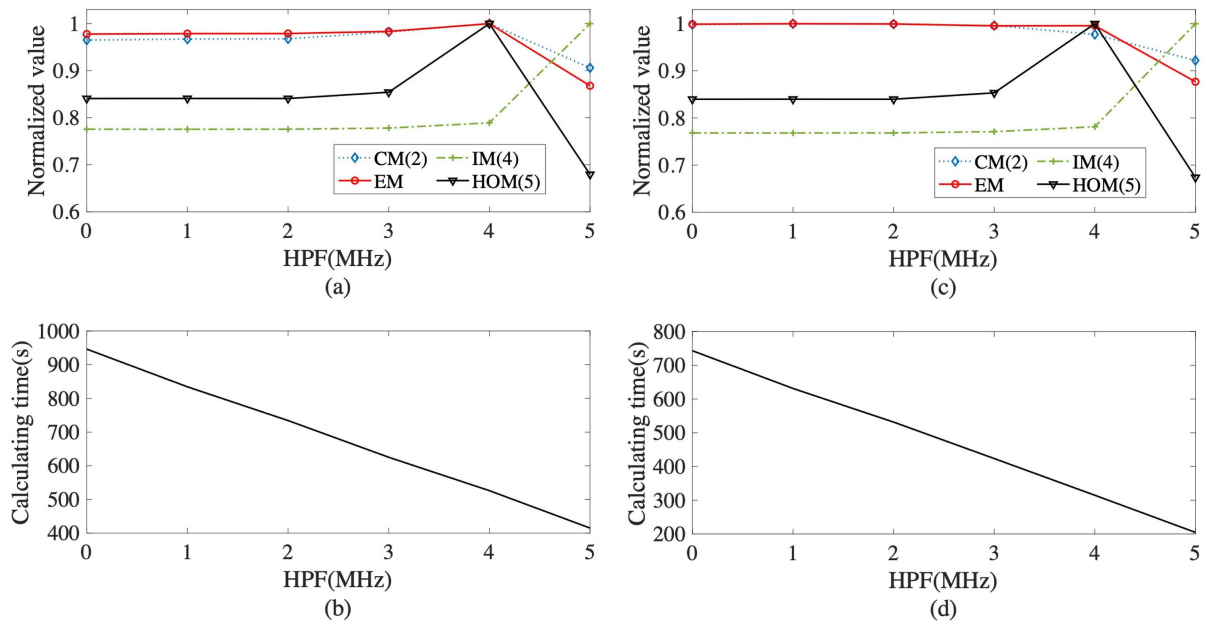 1
0.9
0.8
0.7
0.6
Normalized value
CM(2) IM(4)
EM HOM(5)
0 1 2 3 4 5
HPF(MHz)
(a)
1
0.9
0.8
0.7
0.6
Normalized value
CM(2) IM(4)
EM HOM(5)
0 1 2 3 4 5
HPF(MHz)
(c)
1000
900
800
700
600
500
400
Calculating time(s)
0 1 2 3 4 5
HPF(MHz)
(b)
800
700
600
500
400
300
200
Calculating time(s)
0 1 2 3 4 5
HPF(MHz)
(d)